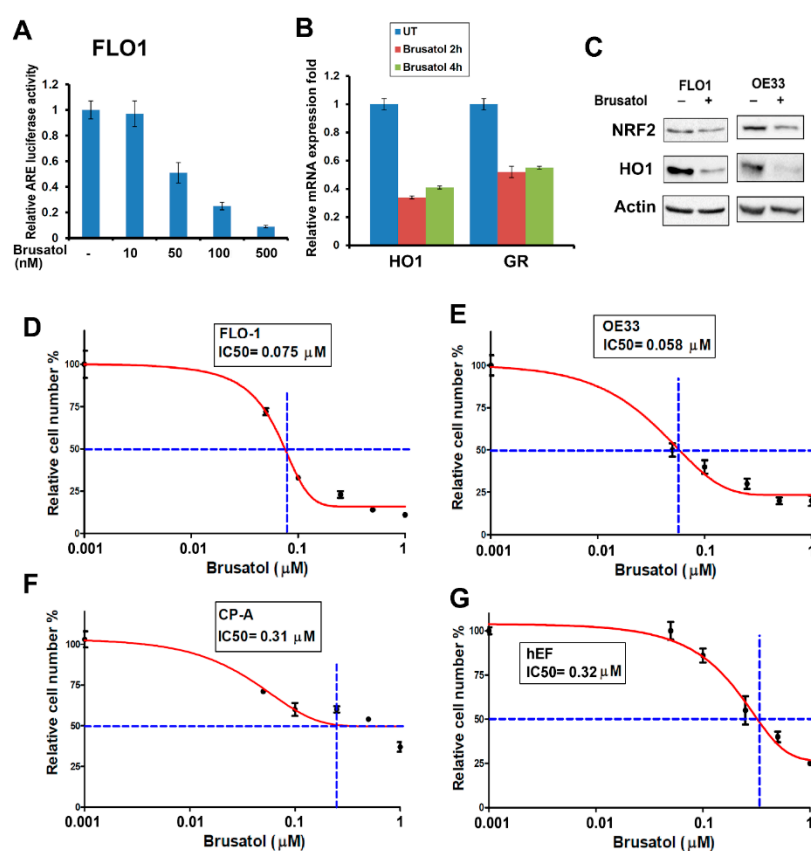 A
FLO1
Relative ARE luciferase activity
1.2
1
0.8
0.6
0.4
0.2
0
Brusatol
(nM)
- 10 50 100 500
B
UT
Brusatol 2h
Brusatol 4h
Relative mRNA expression fold
1.2
1
0.8
0.6
0.4
0.2
0
HO1 GR
C
FLO1 OE33
Brusatol – + – +
NRF2
HO1
Actin
D
FLO-1
IC50= 0.075 μM
Relative cell number %
100
75
50
25
0.001 0.01 0.1 1
Brusatol (μM)
E
OE33
IC50= 0.058 μM
Relative cell number %
100
75
50
25
0.001 0.01 0.1 1
Brusatol (μM)
F
CP-A
IC50= 0.31 μM
Relative cell number %
100
75
50
25
0
0.001 0.01 0.1 1
Brusatol (μM)
G
hEF
IC50= 0.32 μM
Relative cell number %
100
75
50
25
0
0.001 0.01 0.1 1
Brusatol (μM)